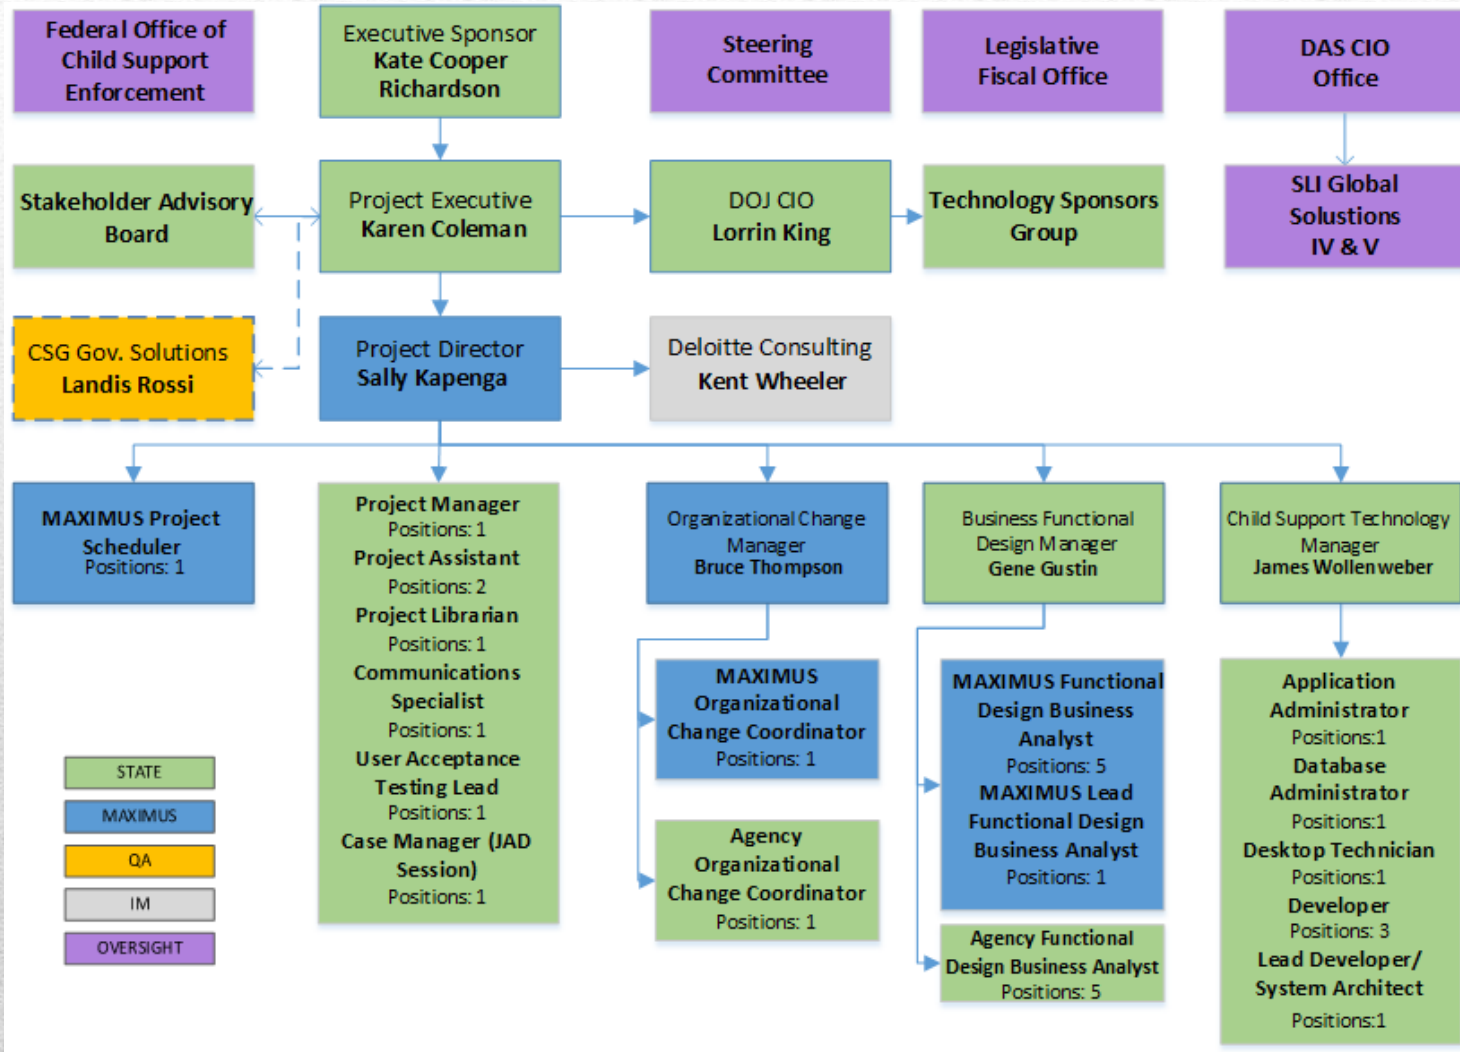 Federal Office of
Child Support
Enforcement
Executive Sponsor
Kate Cooper
Richardson
Steering
Committee
Legislative
Fiscal Office
DAS CIO
Office
Stakeholder Advisory
Board
Project Executive
Karen Coleman
DOJ CIO
Lorrin King
Technology Sponsors
Group
SLI Global
Solustions
IV & V
CSG Gov. Solutions
Landis Rossi
Project Director
Sally Kapenga
Deloitte Consulting
Kent Wheeler
MAXIMUS Project
Scheduler
Positions: 1
Project Manager
Positions: 1
Project Assistant
Positions: 2
Project Librarian
Positions: 1
Communications
Specialist
Positions: 1
User Acceptance
Testing Lead
Positions: 1
Case Manager (JAD
Session)
Positions: 1
Organizational Change
Manager
Bruce Thompson
MAXIMUS
Organizational
Change Coordinator
Positions: 1
Agency
Organizational
Change Coordinator
Positions: 1
Business Functional
Design Manager
Gene Gustin
MAXIMUS Functional
Design Business
Analyst
Positions: 5
MAXIMUS Lead
Functional Design
Business Analyst
Positions: 1
Agency Functional
Design Business Analyst
Positions: 5
Child Support Technology
Manager
James Wollenweber
Application
Administrator
Positions:1
Database
Administrator
Positions:1
Desktop Technician
Positions:1
Developer
Positions: 3
Lead Developer/
System Architect
Positions:1
STATE
MAXIMUS
QA
IM
OVERSIGHT